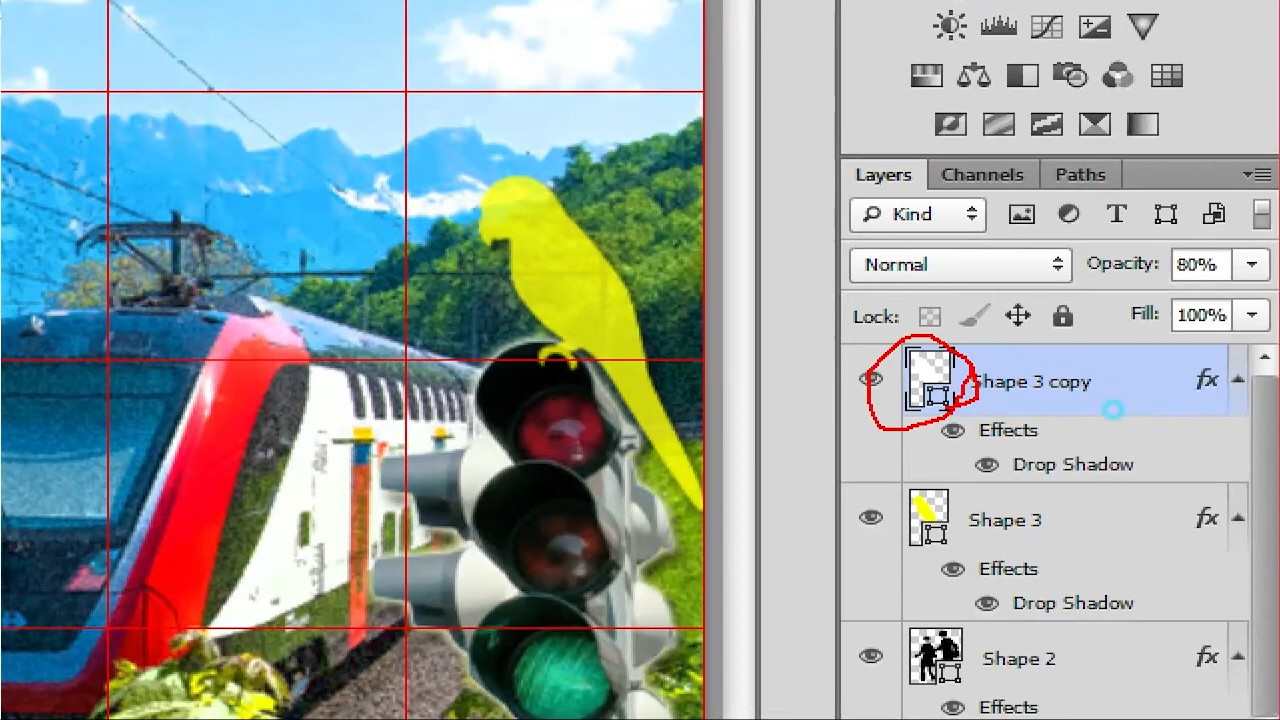 Layers Channels Paths
Kind
Normal Opacity: 80%
Lock: Fill: 100%
Shape 3 copy fx
Effects
Drop Shadow
Shape 3 fx
Effects
Drop Shadow
Shape 2 fx
Effects